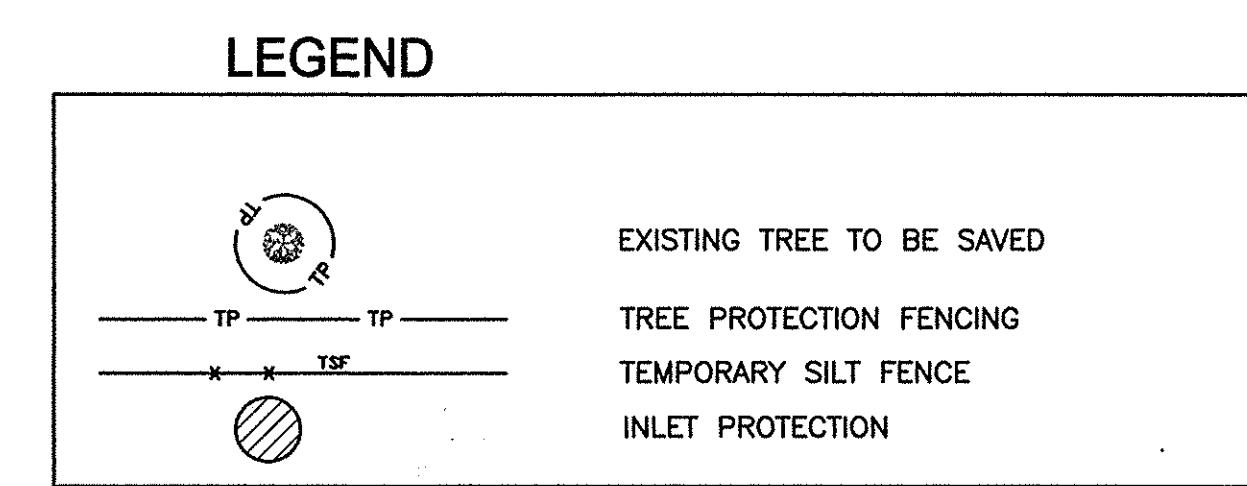 LEGEND
TP
TP
EXISTING TREE TO BE SAVED
TP TP TREE PROTECTION FENCING
x x TSF TEMPORARY SILT FENCE
INLET PROTECTION